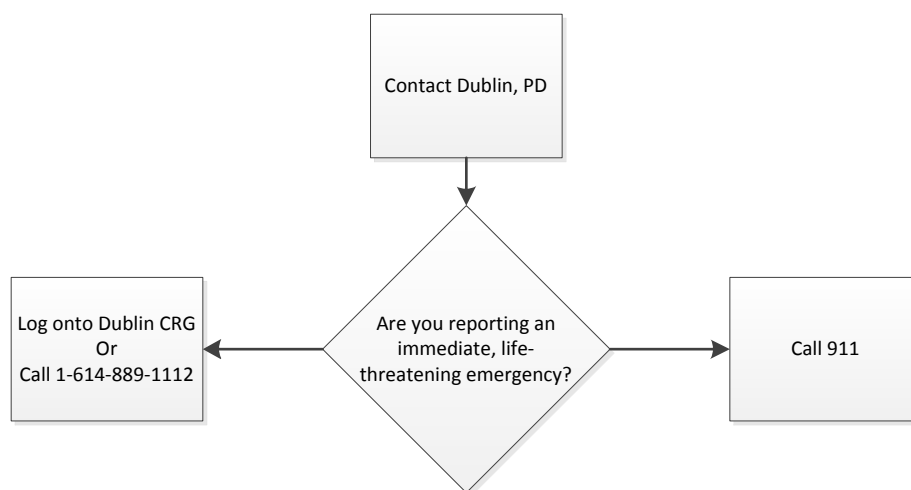 Contact Dublin, PD
Are you reporting an
immediate, life-
threatening emergency?
Log onto Dublin CRG
Or
Call 1-614-889-1112
Call 911